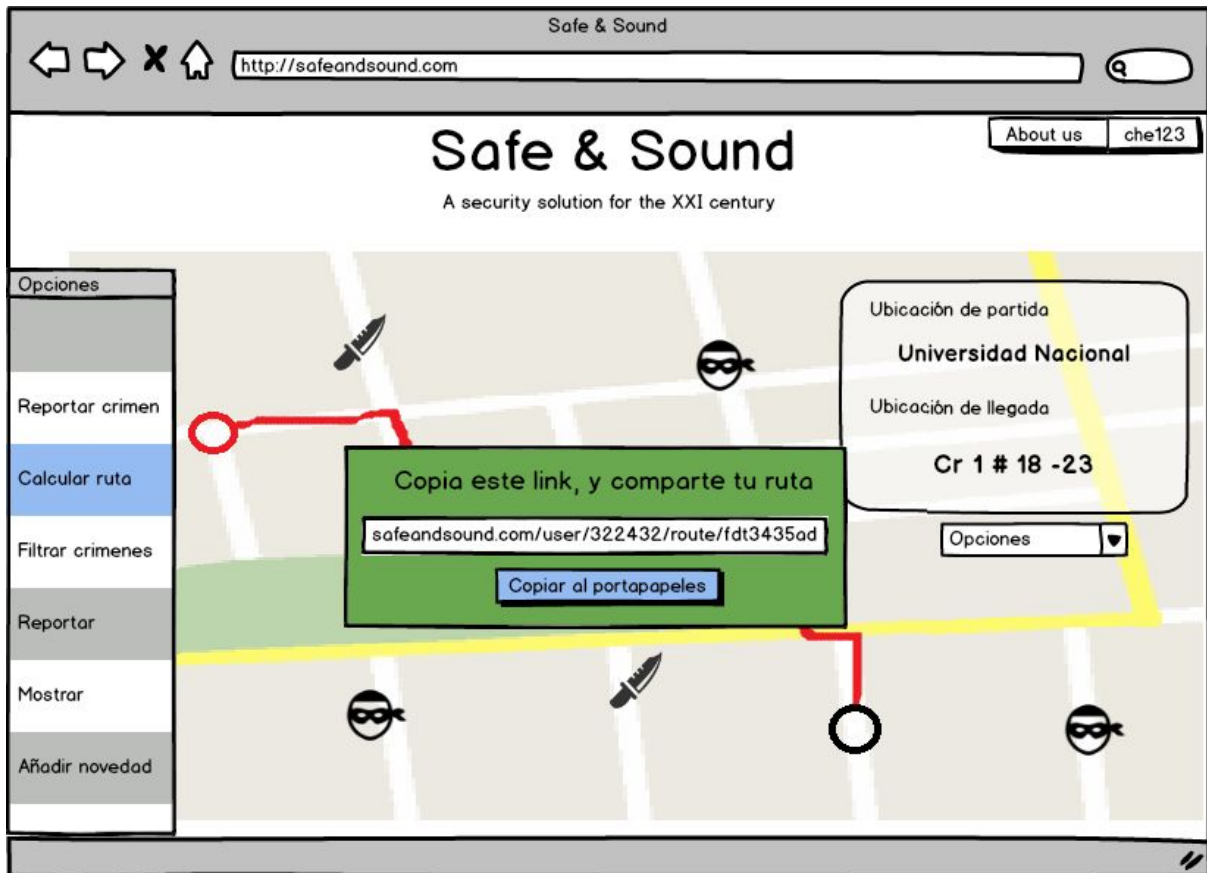 Safe & Sound
http://safeandsound.com
About us
che123
Safe & Sound
A security solution for the XXI century
Opciones
Reportar crimen
Calcular ruta
Filtrar crimenes
Reportar
Mostrar
Añadir novedad
Ubicación de partida
Universidad Nacional
Ubicación de llegada
Cr 1 # 18 -23
Opciones
Copia este link, y comparte tu ruta
safeandsound.com/user/322432/route/fdt3435ad
Copiar al portapapeles